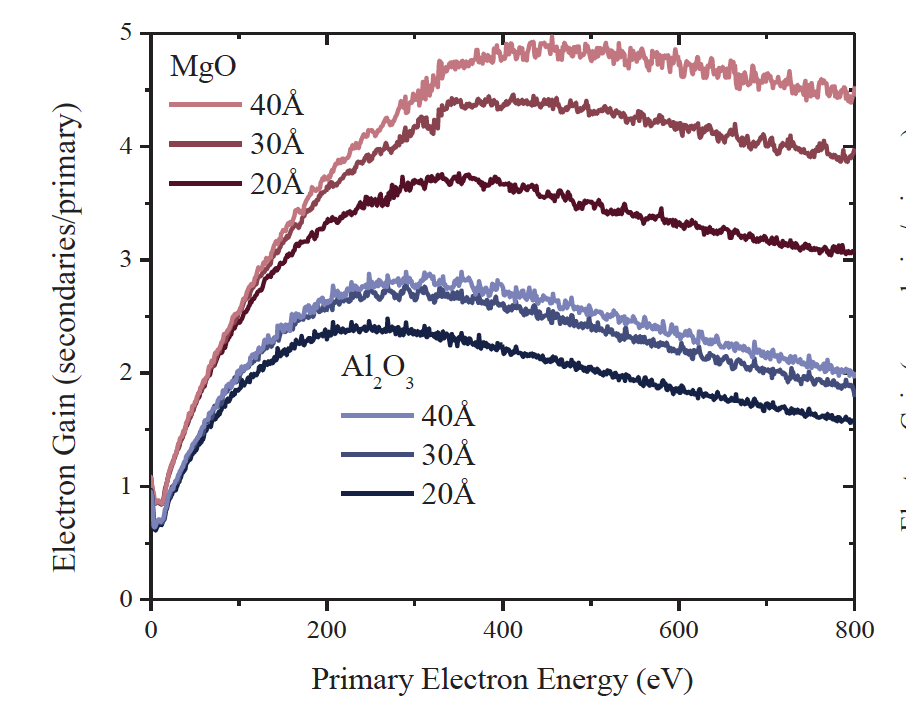 5
4
3
2
1
0
0
200
400
600
800
Electron Gain (secondaries/primary)
Primary Electron Energy (eV)
MgO
40Å
30Å
20Å
Al2O3
40Å
30Å
20Å